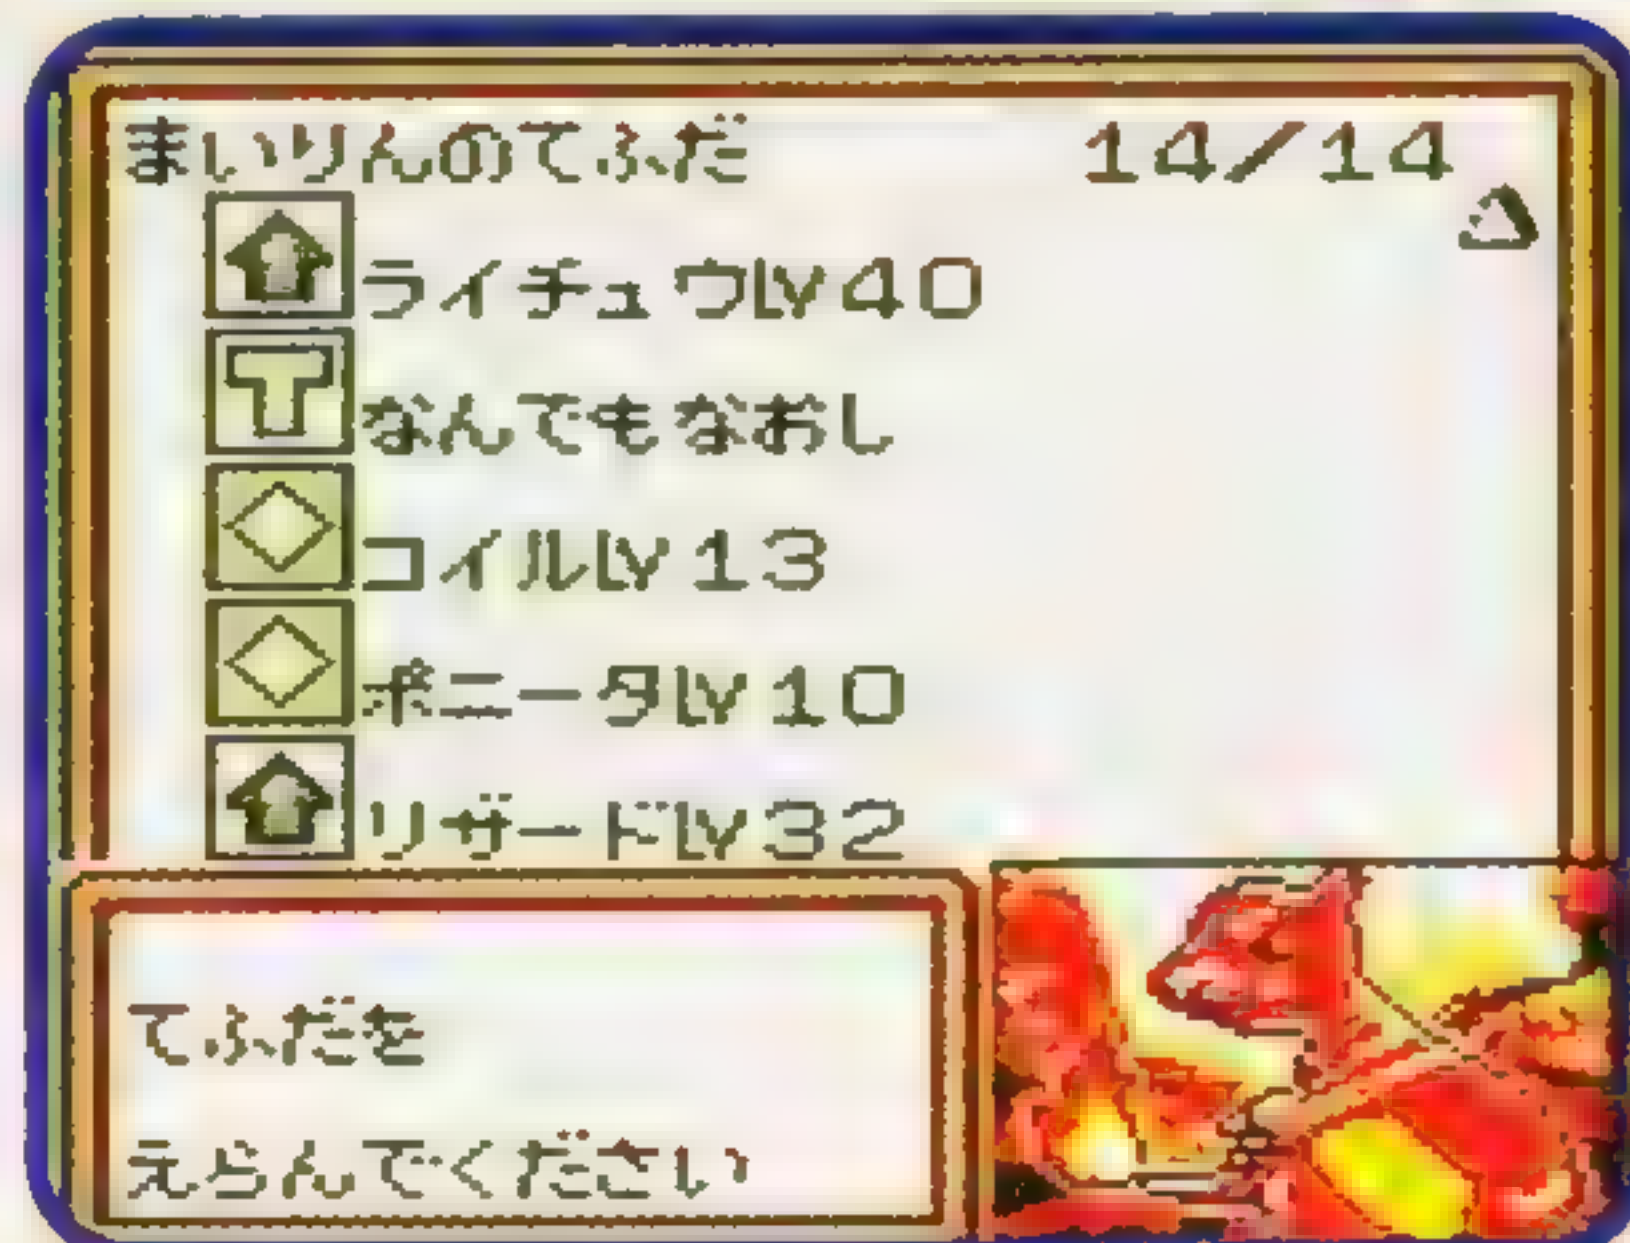 まいりんのてふだ 14/14
ライチュウLv40
T なんでもなおし
コイルLv13
ポニータLv10
リザードLv32
てふだを
えらんでください